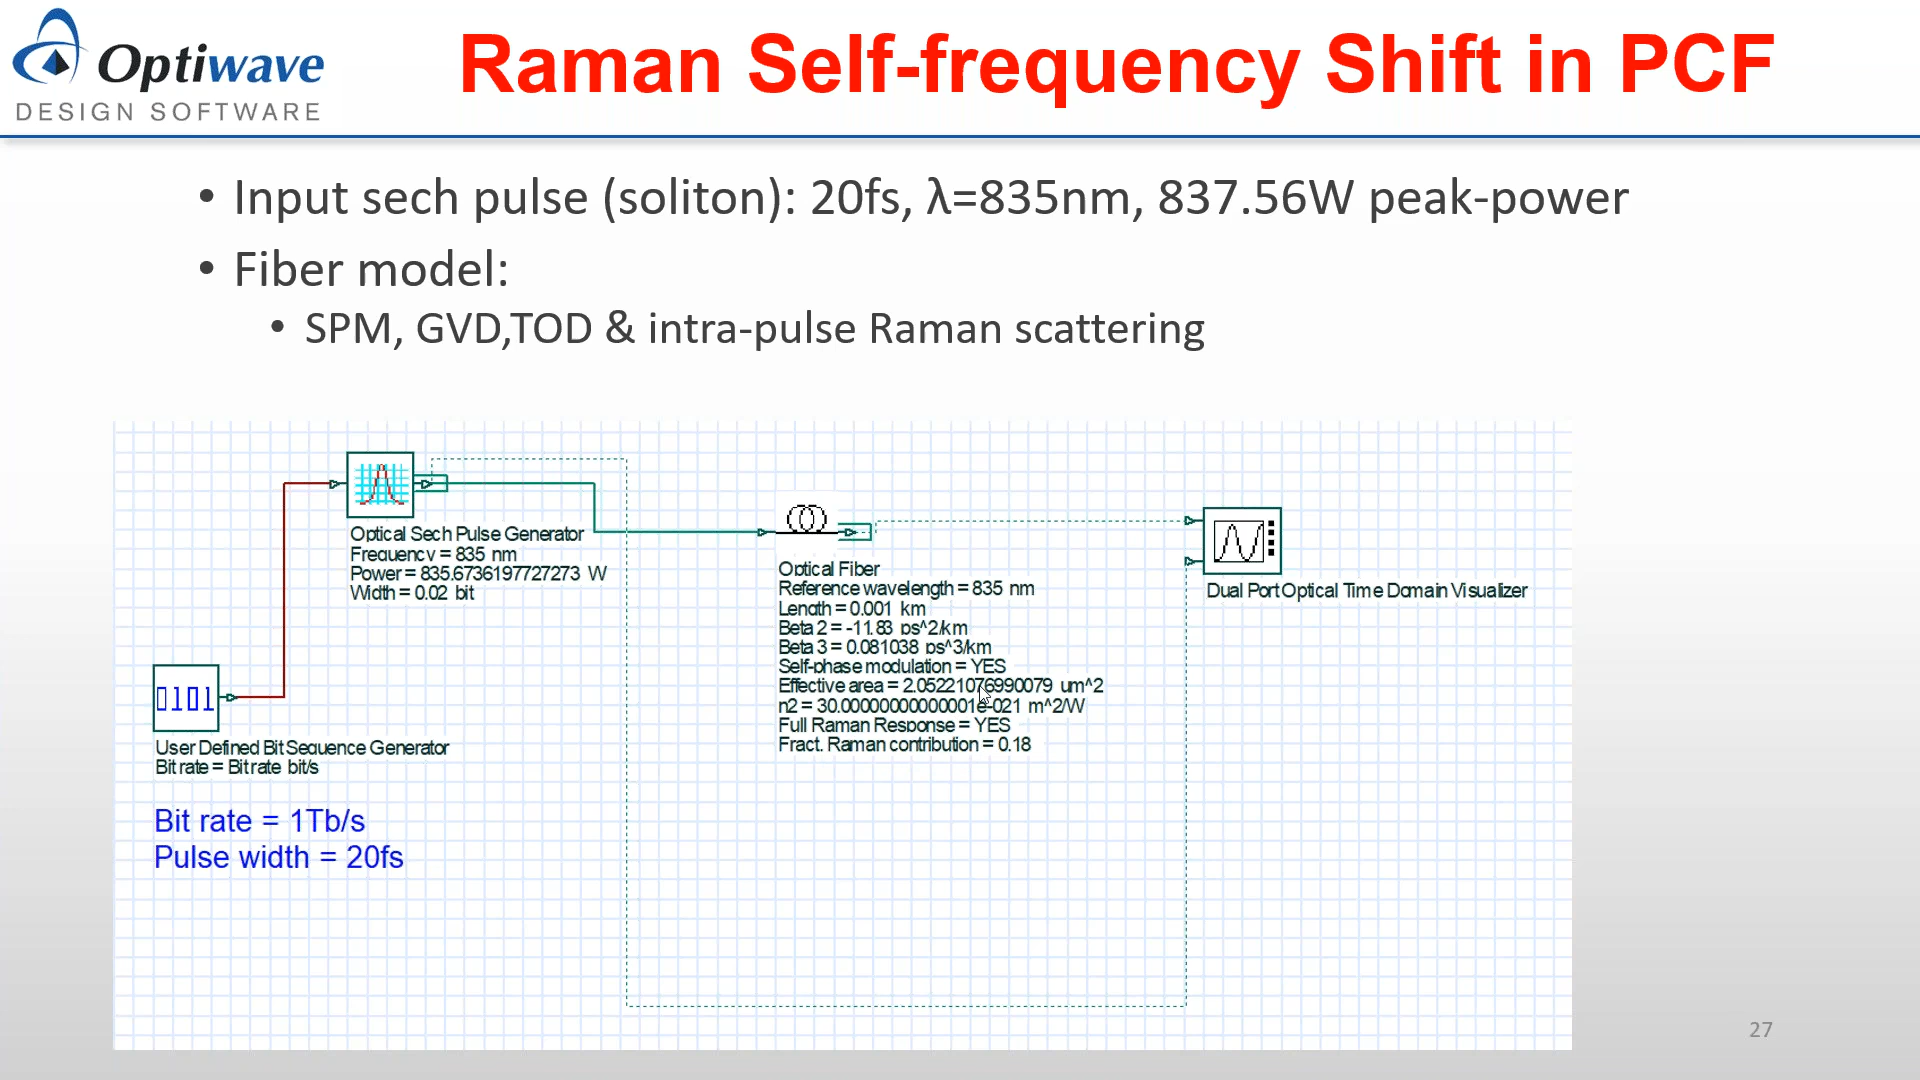 Optiwave
DESIGN SOFTWARE
Raman Self-frequency Shift in PCF
• Input sech pulse (soliton): 20fs, λ=835nm, 837.56W peak-power
• Fiber model:
• SPM, GVD,TOD & intra-pulse Raman scattering
Optical Sech Pulse Generator
Frequency = 835 nm
Power = 835.6736197727273 W
Width = 0.02 bit
Optical Fiber
Reference wavelength = 835 nm
Length = 0.001 km
Beta 2 = -11.83 ps^2/km
Beta 3 = 0.081038 ps^3/km
Self-phase modulation = YES
Effective area = 2.05221076990079 um^2
n2 = 30.00000000000001e-021 m^2/W
Full Raman Response = YES
Fract. Raman contribution = 0.18
Dual Port Optical Time Domain Visualizer
0101
User Defined Bit Sequence Generator
Bit rate = Bit rate bit/s
Bit rate = 1Tb/s
Pulse width = 20fs
27